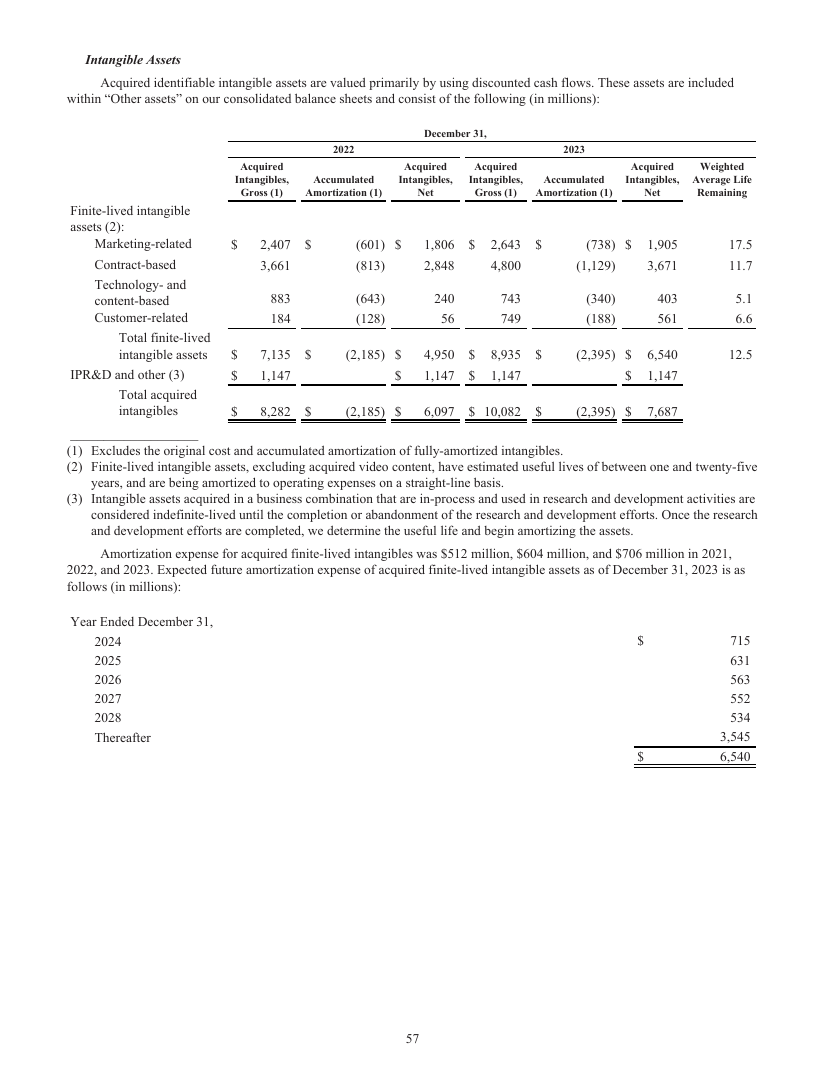 Intangible Assets
Acquired identifiable intangible assets are valued primarily by using discounted cash flows. These assets are included
within “Other assets” on our consolidated balance sheets and consist of the following (in millions):
December 31,
2022 2023
Acquired Intangibles, Gross (1) Accumulated Amortization (1) Acquired Intangibles, Net Acquired Intangibles, Gross (1) Accumulated Amortization (1) Acquired Intangibles, Net Weighted Average Life Remaining
Finite-lived intangible
assets (2):
Marketing-related $ 2,407 $ (601) $ 1,806 $ 2,643 $ (738) $ 1,905 17.5
Contract-based 3,661 (813) 2,848 4,800 (1,129) 3,671 11.7
Technology- and
content-based 883 (643) 240 743 (340) 403 5.1
Customer-related 184 (128) 56 749 (188) 561 6.6
Total finite-lived
intangible assets $ 7,135 $ (2,185) $ 4,950 $ 8,935 $ (2,395) $ 6,540 12.5
IPR&D and other (3) $ 1,147 $ 1,147 $ 1,147 $ 1,147
Total acquired
intangibles $ 8,282 $ (2,185) $ 6,097 $ 10,082 $ (2,395) $ 7,687
(1) Excludes the original cost and accumulated amortization of fully-amortized intangibles.
(2) Finite-lived intangible assets, excluding acquired video content, have estimated useful lives of between one and twenty-five
years, and are being amortized to operating expenses on a straight-line basis.
(3) Intangible assets acquired in a business combination that are in-process and used in research and development activities are
considered indefinite-lived until the completion or abandonment of the research and development efforts. Once the research
and development efforts are completed, we determine the useful life and begin amortizing the assets.
Amortization expense for acquired finite-lived intangibles was $512 million, $604 million, and $706 million in 2021,
2022, and 2023. Expected future amortization expense of acquired finite-lived intangible assets as of December 31, 2023 is as
follows (in millions):
Year Ended December 31,
2024 $ 715
2025 631
2026 563
2027 552
2028 534
Thereafter 3,545
$ 6,540
57